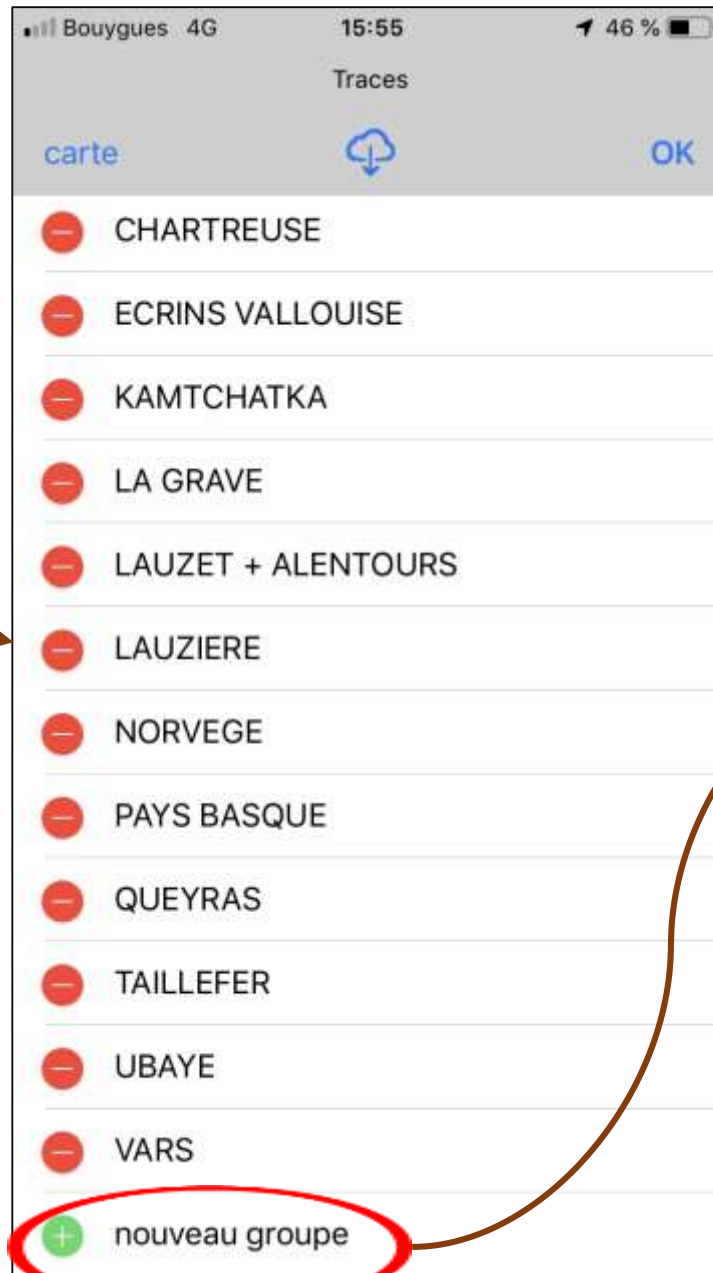 Bouygues 4G 15:55 46 %
Traces
carte OK
CHARTREUSE
ECRINS VALLOUISE
KAMTCHATKA
LA GRAVE
LAUZET + ALENTOURS
LAUZIERE
NORVEGE
PAYS BASQUE
QUEYRAS
TAILLEFER
UBAYE
VARS
nouveau groupe